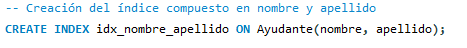 -- Creación del índice compuesto en nombre y apellido
CREATE INDEX idx_nombre_apellido ON Ayudante(nombre, apellido);